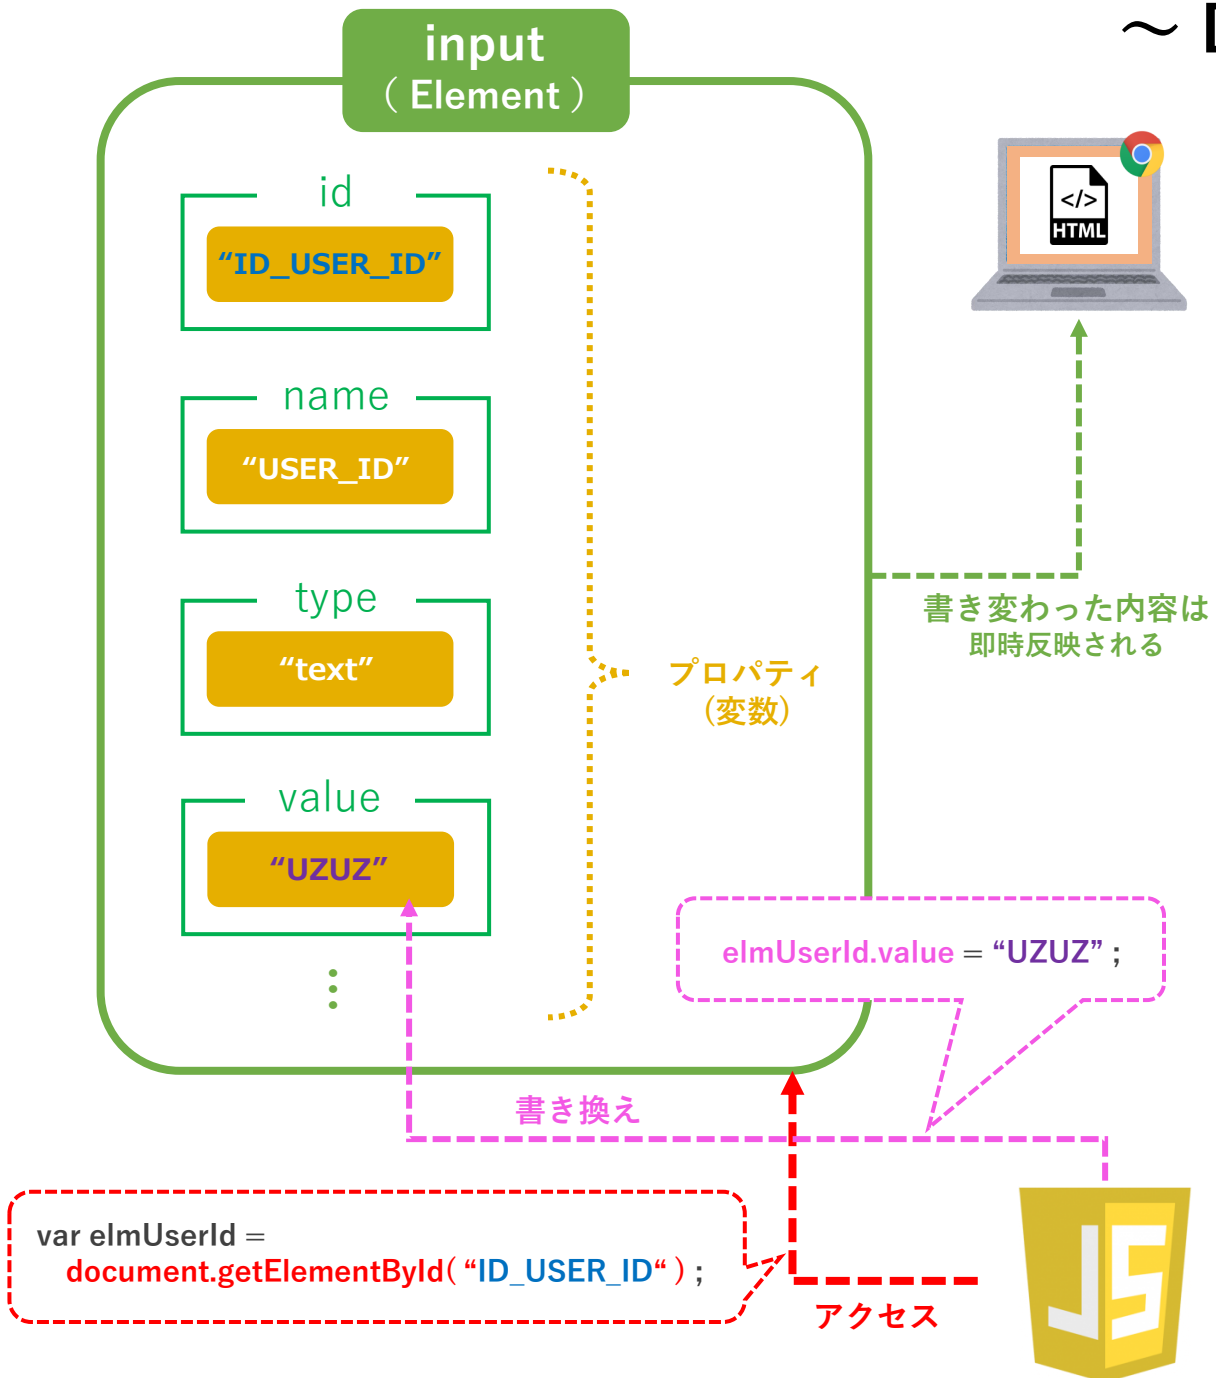 ～
input
（ Element ）
</>
HTML
id
“ID_USER_ID”
name
“USER_ID”
type
“text”
value
“UZUZ”
プロパティ
(変数)
書き変わった内容は
即時反映される
elmUserId.value = “UZUZ” ;
書き換え
var elmUserId =
document.getElementById( “ID_USER_ID“ ) ;
アクセス
JS